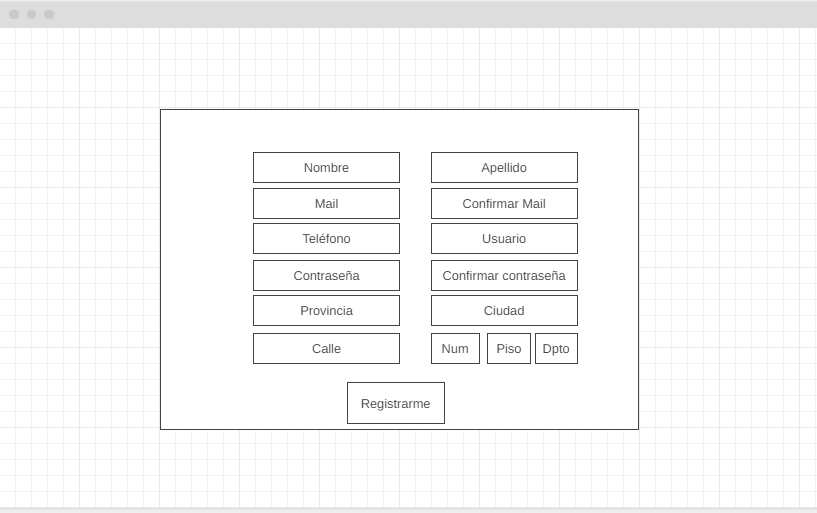 Nombre
Apellido
Mail
Confirmar Mail
Teléfono
Usuario
Contraseña
Confirmar contraseña
Provincia
Ciudad
Calle
Num
Piso
Dpto
Registrarme